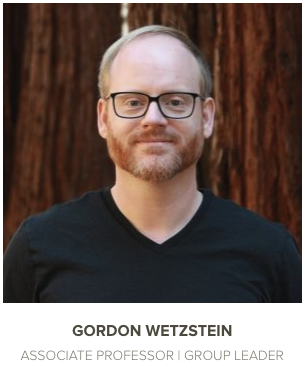 GORDON WETZSTEIN
ASSOCIATE PROFESSOR | GROUP LEADER